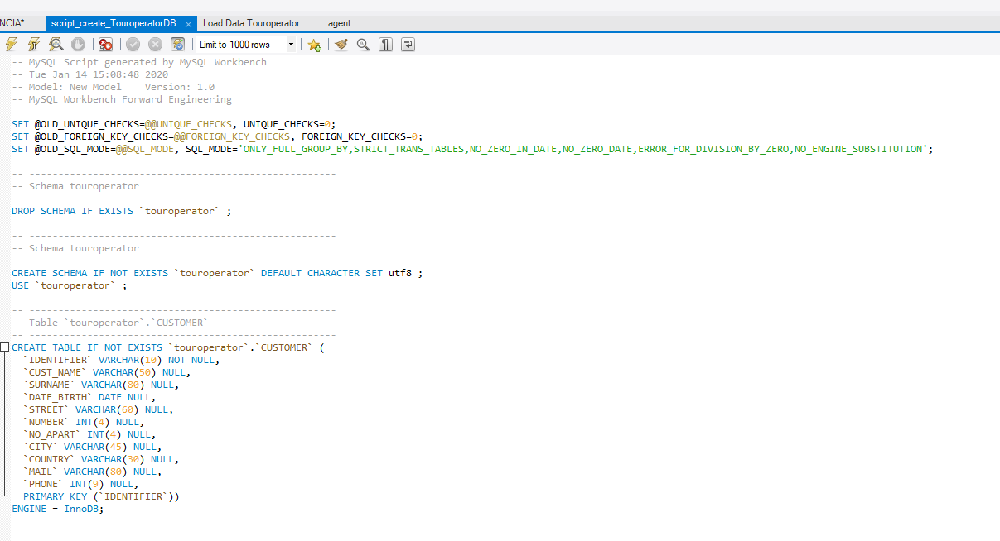 NCIA*
script_create_TouroperatorDB
Load Data Touroperator
agent
Limit to 1000 rows
-- MySQL Script generated by MySQL Workbench
-- Tue Jan 14 15:08:48 2020
-- Model: New Model    Version: 1.0
-- MySQL Workbench Forward Engineering
SET @OLD_UNIQUE_CHECKS=@@UNIQUE_CHECKS, UNIQUE_CHECKS=0;
SET @OLD_FOREIGN_KEY_CHECKS=@@FOREIGN_KEY_CHECKS, FOREIGN_KEY_CHECKS=0;
SET @OLD_SQL_MODE=@@SQL_MODE, SQL_MODE='ONLY_FULL_GROUP_BY,STRICT_TRANS_TABLES,NO_ZERO_IN_DATE,NO_ZERO_DATE,ERROR_FOR_DIVISION_BY_ZERO,NO_ENGINE_SUBSTITUTION';
-- -----------------------------------------------------
-- Schema touroperator
-- -----------------------------------------------------
DROP SCHEMA IF EXISTS `touroperator` ;
-- -----------------------------------------------------
-- Schema touroperator
-- -----------------------------------------------------
CREATE SCHEMA IF NOT EXISTS `touroperator` DEFAULT CHARACTER SET utf8 ;
USE `touroperator` ;
-- -----------------------------------------------------
-- Table `touroperator`.`CUSTOMER`
-- -----------------------------------------------------
CREATE TABLE IF NOT EXISTS `touroperator`.`CUSTOMER` (
  `IDENTIFIER` VARCHAR(10) NOT NULL,
  `CUST_NAME` VARCHAR(50) NULL,
  `SURNAME` VARCHAR(80) NULL,
  `DATE_BIRTH` DATE NULL,
  `STREET` VARCHAR(60) NULL,
  `NUMBER` INT(4) NULL,
  `NO_APART` INT(4) NULL,
  `CITY` VARCHAR(45) NULL,
  `COUNTRY` VARCHAR(30) NULL,
  `MAIL` VARCHAR(80) NULL,
  `PHONE` INT(9) NULL,
  PRIMARY KEY (`IDENTIFIER`))
ENGINE = InnoDB;